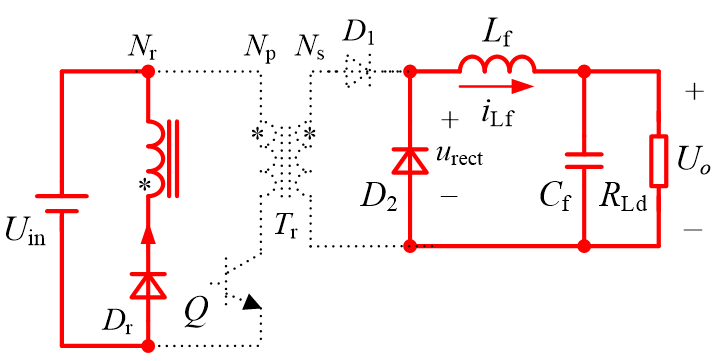 Nr Np Ns D1 Lf
+ iLf +
* * urect
* D2 − Cf RLd Uo
Uin Tr −
Dr Q